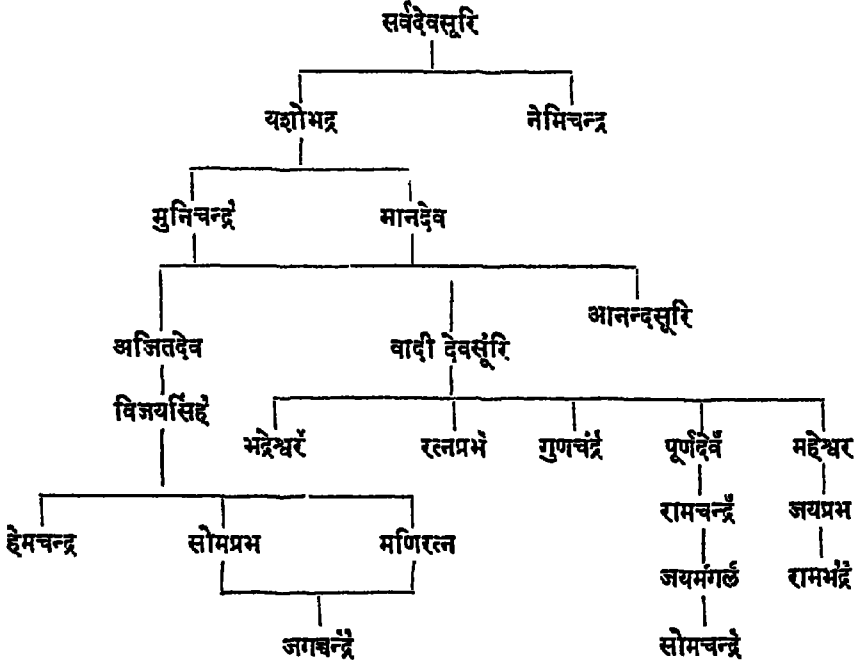 सर्वदेवसूरि
यशोभद्र नेमिचन्द्र
मुनिचन्द्र मानदेव
आनन्दसूरि
अजितदेव वादी देवसूरि
विजयसिंह
भद्रेश्वर रत्नप्रभ गुणचंद्र पूर्णदेव महेश्वर
रामचन्द्र जयप्रभ
हेमचन्द्र सोमप्रभ मणिरत्न
जयमंगल रामभद्र
जगच्चंद्र सोमचन्द्र